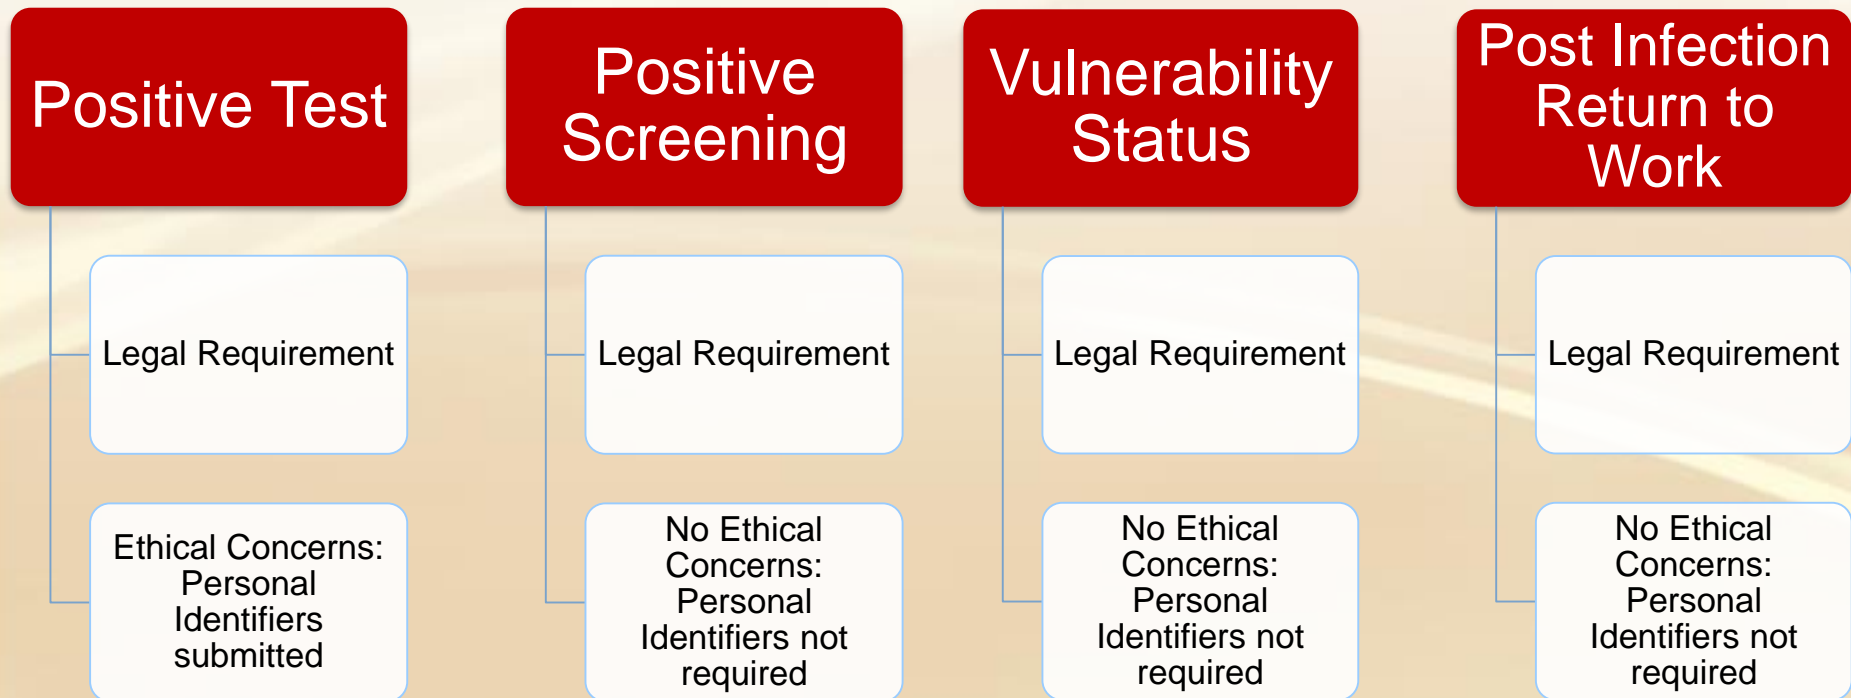 Positive Test
Legal Requirement
Ethical Concerns:
Personal
Identifiers
submitted
Positive
Screening
Legal Requirement
No Ethical
Concerns:
Personal
Identifiers not
required
Vulnerability
Status
Legal Requirement
No Ethical
Concerns:
Personal
Identifiers not
required
Post Infection
Return to
Work
Legal Requirement
No Ethical
Concerns:
Personal
Identifiers not
required